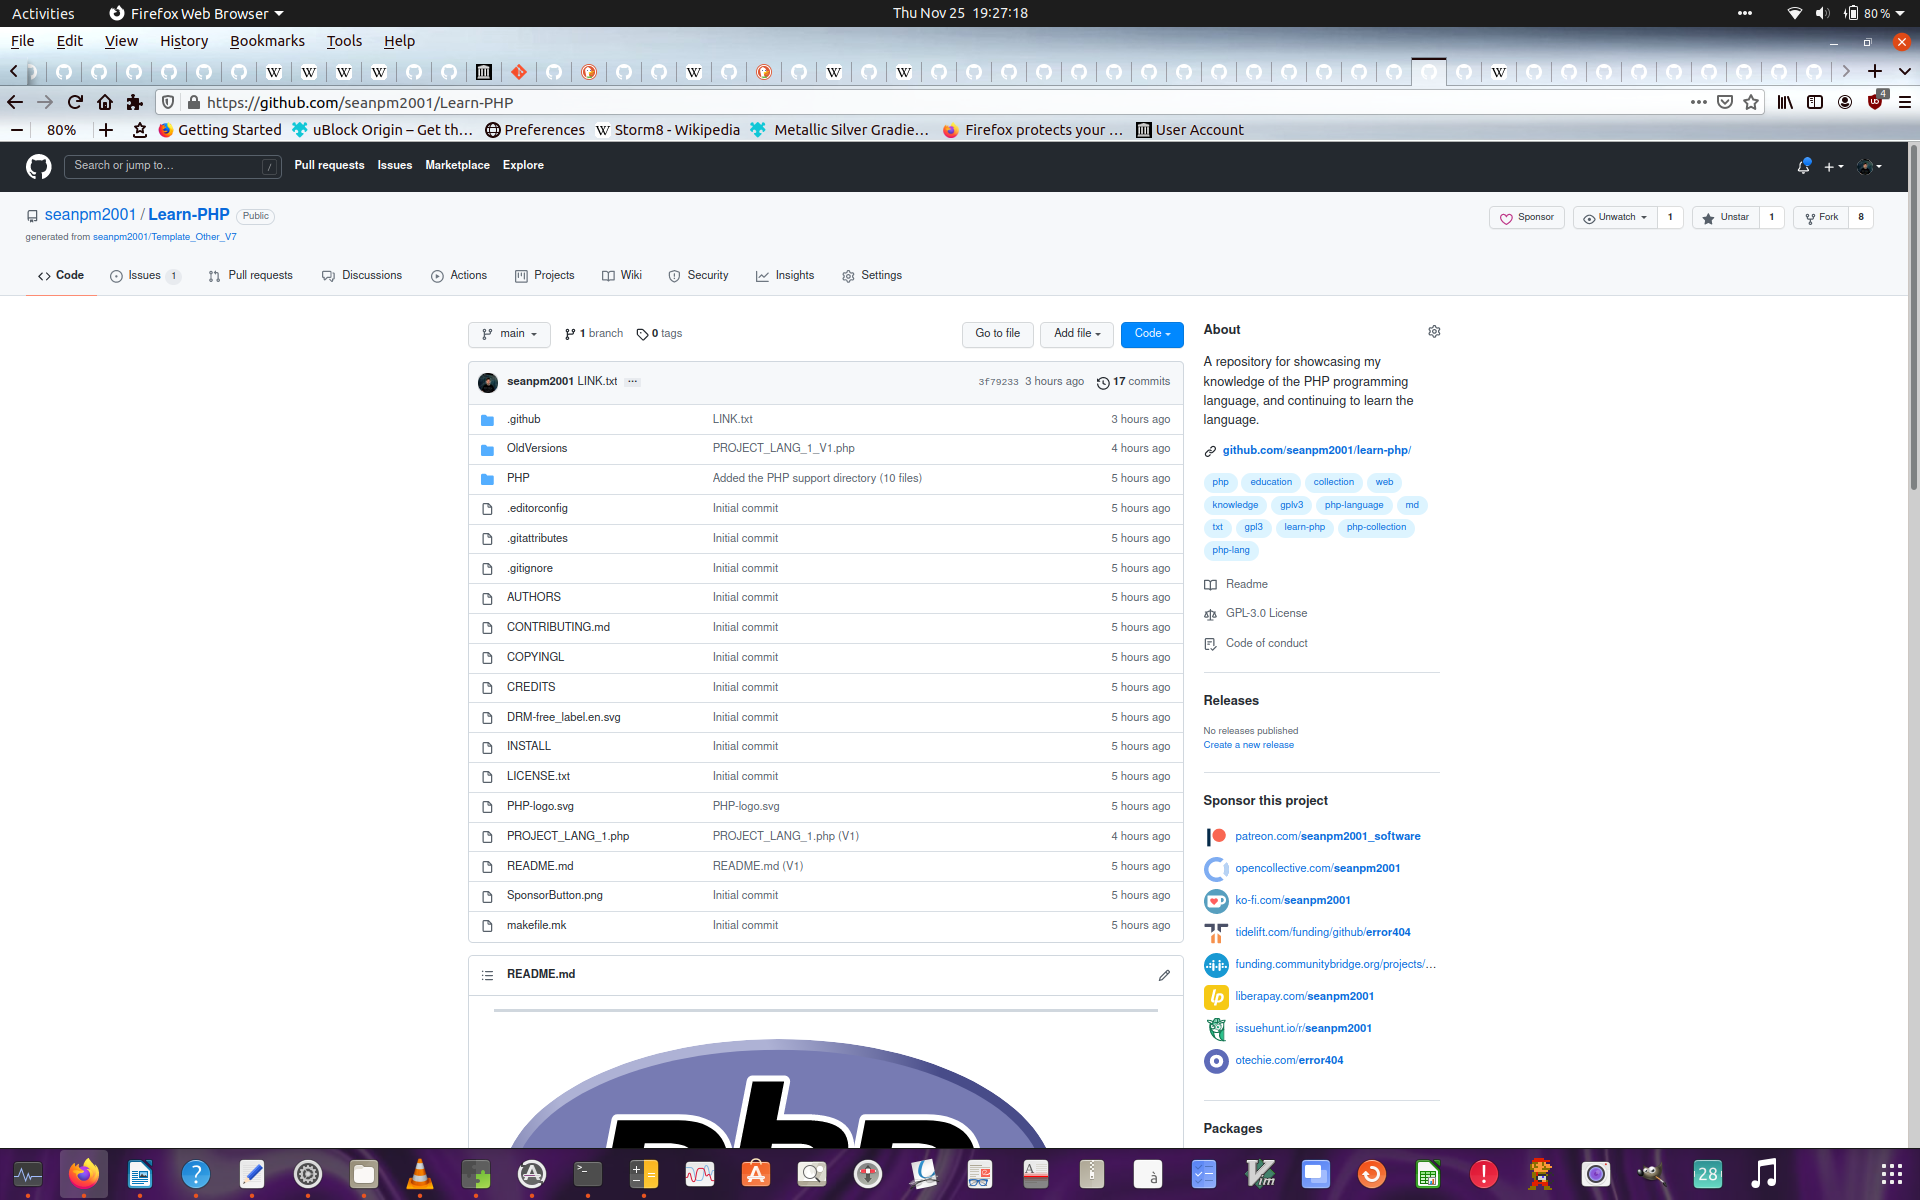 Activities Firefox Web Browser Thu Nov 25 19:27:18 80 %
File Edit View History Bookmarks Tools Help
https://github.com/seanpm2001/Learn-PHP 4
80% Getting Started uBlock Origin – Get th… Preferences Storm8 - Wikipedia Metallic Silver Gradie… Firefox protects your … User Account
Search or jump to… / Pull requests Issues Marketplace Explore
seanpm2001 / Learn-PHP Public Sponsor Unwatch 1 Unstar 1 Fork 8
generated from seanpm2001/Template_Other_V7
Code Issues 1 Pull requests Discussions Actions Projects Wiki Security Insights Settings
main 1 branch 0 tags Go to file Add file Code
seanpm2001 LINK.txt ... 3f79233 3 hours ago 17 commits
.github LINK.txt 3 hours ago
OldVersions PROJECT_LANG_1_V1.php 4 hours ago
PHP Added the PHP support directory (10 files) 5 hours ago
.editorconfig Initial commit 5 hours ago
.gitattributes Initial commit 5 hours ago
.gitignore Initial commit 5 hours ago
AUTHORS Initial commit 5 hours ago
CONTRIBUTING.md Initial commit 5 hours ago
COPYINGL Initial commit 5 hours ago
CREDITS Initial commit 5 hours ago
DRM-free_label.en.svg Initial commit 5 hours ago
INSTALL Initial commit 5 hours ago
LICENSE.txt Initial commit 5 hours ago
PHP-logo.svg PHP-logo.svg 5 hours ago
PROJECT_LANG_1.php PROJECT_LANG_1.php (V1) 4 hours ago
README.md README.md (V1) 5 hours ago
SponsorButton.png Initial commit 5 hours ago
makefile.mk Initial commit 5 hours ago
README.md
php
About
A repository for showcasing my
knowledge of the PHP programming
language, and continuing to learn the
language.
github.com/seanpm2001/learn-php/
php education collection web
knowledge gplv3 php-language md
txt gpl3 learn-php php-collection
php-lang
Readme
GPL-3.0 License
Code of conduct
Releases
No releases published
Create a new release
Sponsor this project
patreon.com/seanpm2001_software
opencollective.com/seanpm2001
ko-fi.com/seanpm2001
tidelift.com/funding/github/error404
funding.communitybridge.org/projects/…
liberapay.com/seanpm2001
issuehunt.io/r/seanpm2001
otechie.com/error404
Packages
28